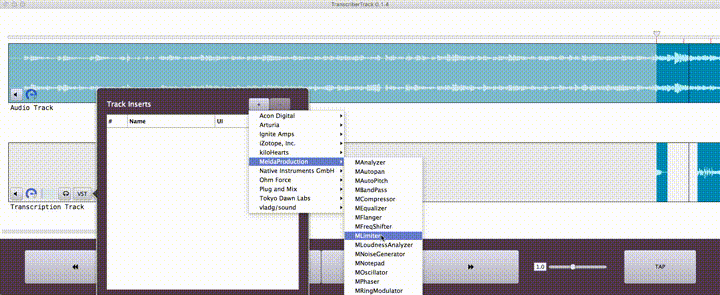 TranscriberTrack 0.1.4
Audio Track
Track Inserts
+
# Name UI
Acon Digital
Arturia
Ignite Amps
iZotope, Inc.
kiloHearts
MeldaProduction
Native Instruments GmbH
Ohm Force
Plug and Mix
Tokyo Dawn Labs
vladg/sound
MAnalyzer
MAutopan
MAutoPitch
MBandPass
MCompressor
MEqualizer
MFlanger
MFreqShifter
MLimiter
MLoudnessAnalyzer
MNoiseGenerator
MNotepad
MOscillator
MPhaser
MRingModulator
VST
Transcription Track
1.0
TAP